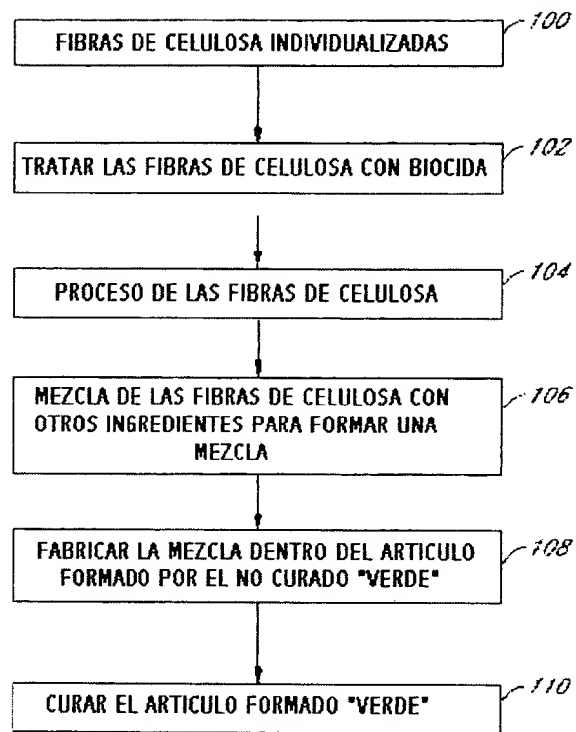 100
FIBRAS DE CELULOSA INDIVIDUALIZADAS
102
TRATAR LAS FIBRAS DE CELULOSA CON BIOCIDA
104
PROCESO DE LAS FIBRAS DE CELULOSA
106
MEZCLA DE LAS FIBRAS DE CELULOSA CON
OTROS INGREDIENTES PARA FORMAR UNA
MEZCLA
108
FABRICAR LA MEZCLA DENTRO DEL ARTICULO
FORMADO POR EL NO CURADO "VERDE"
110
CURAR EL ARTICULO FORMADO "VERDE"